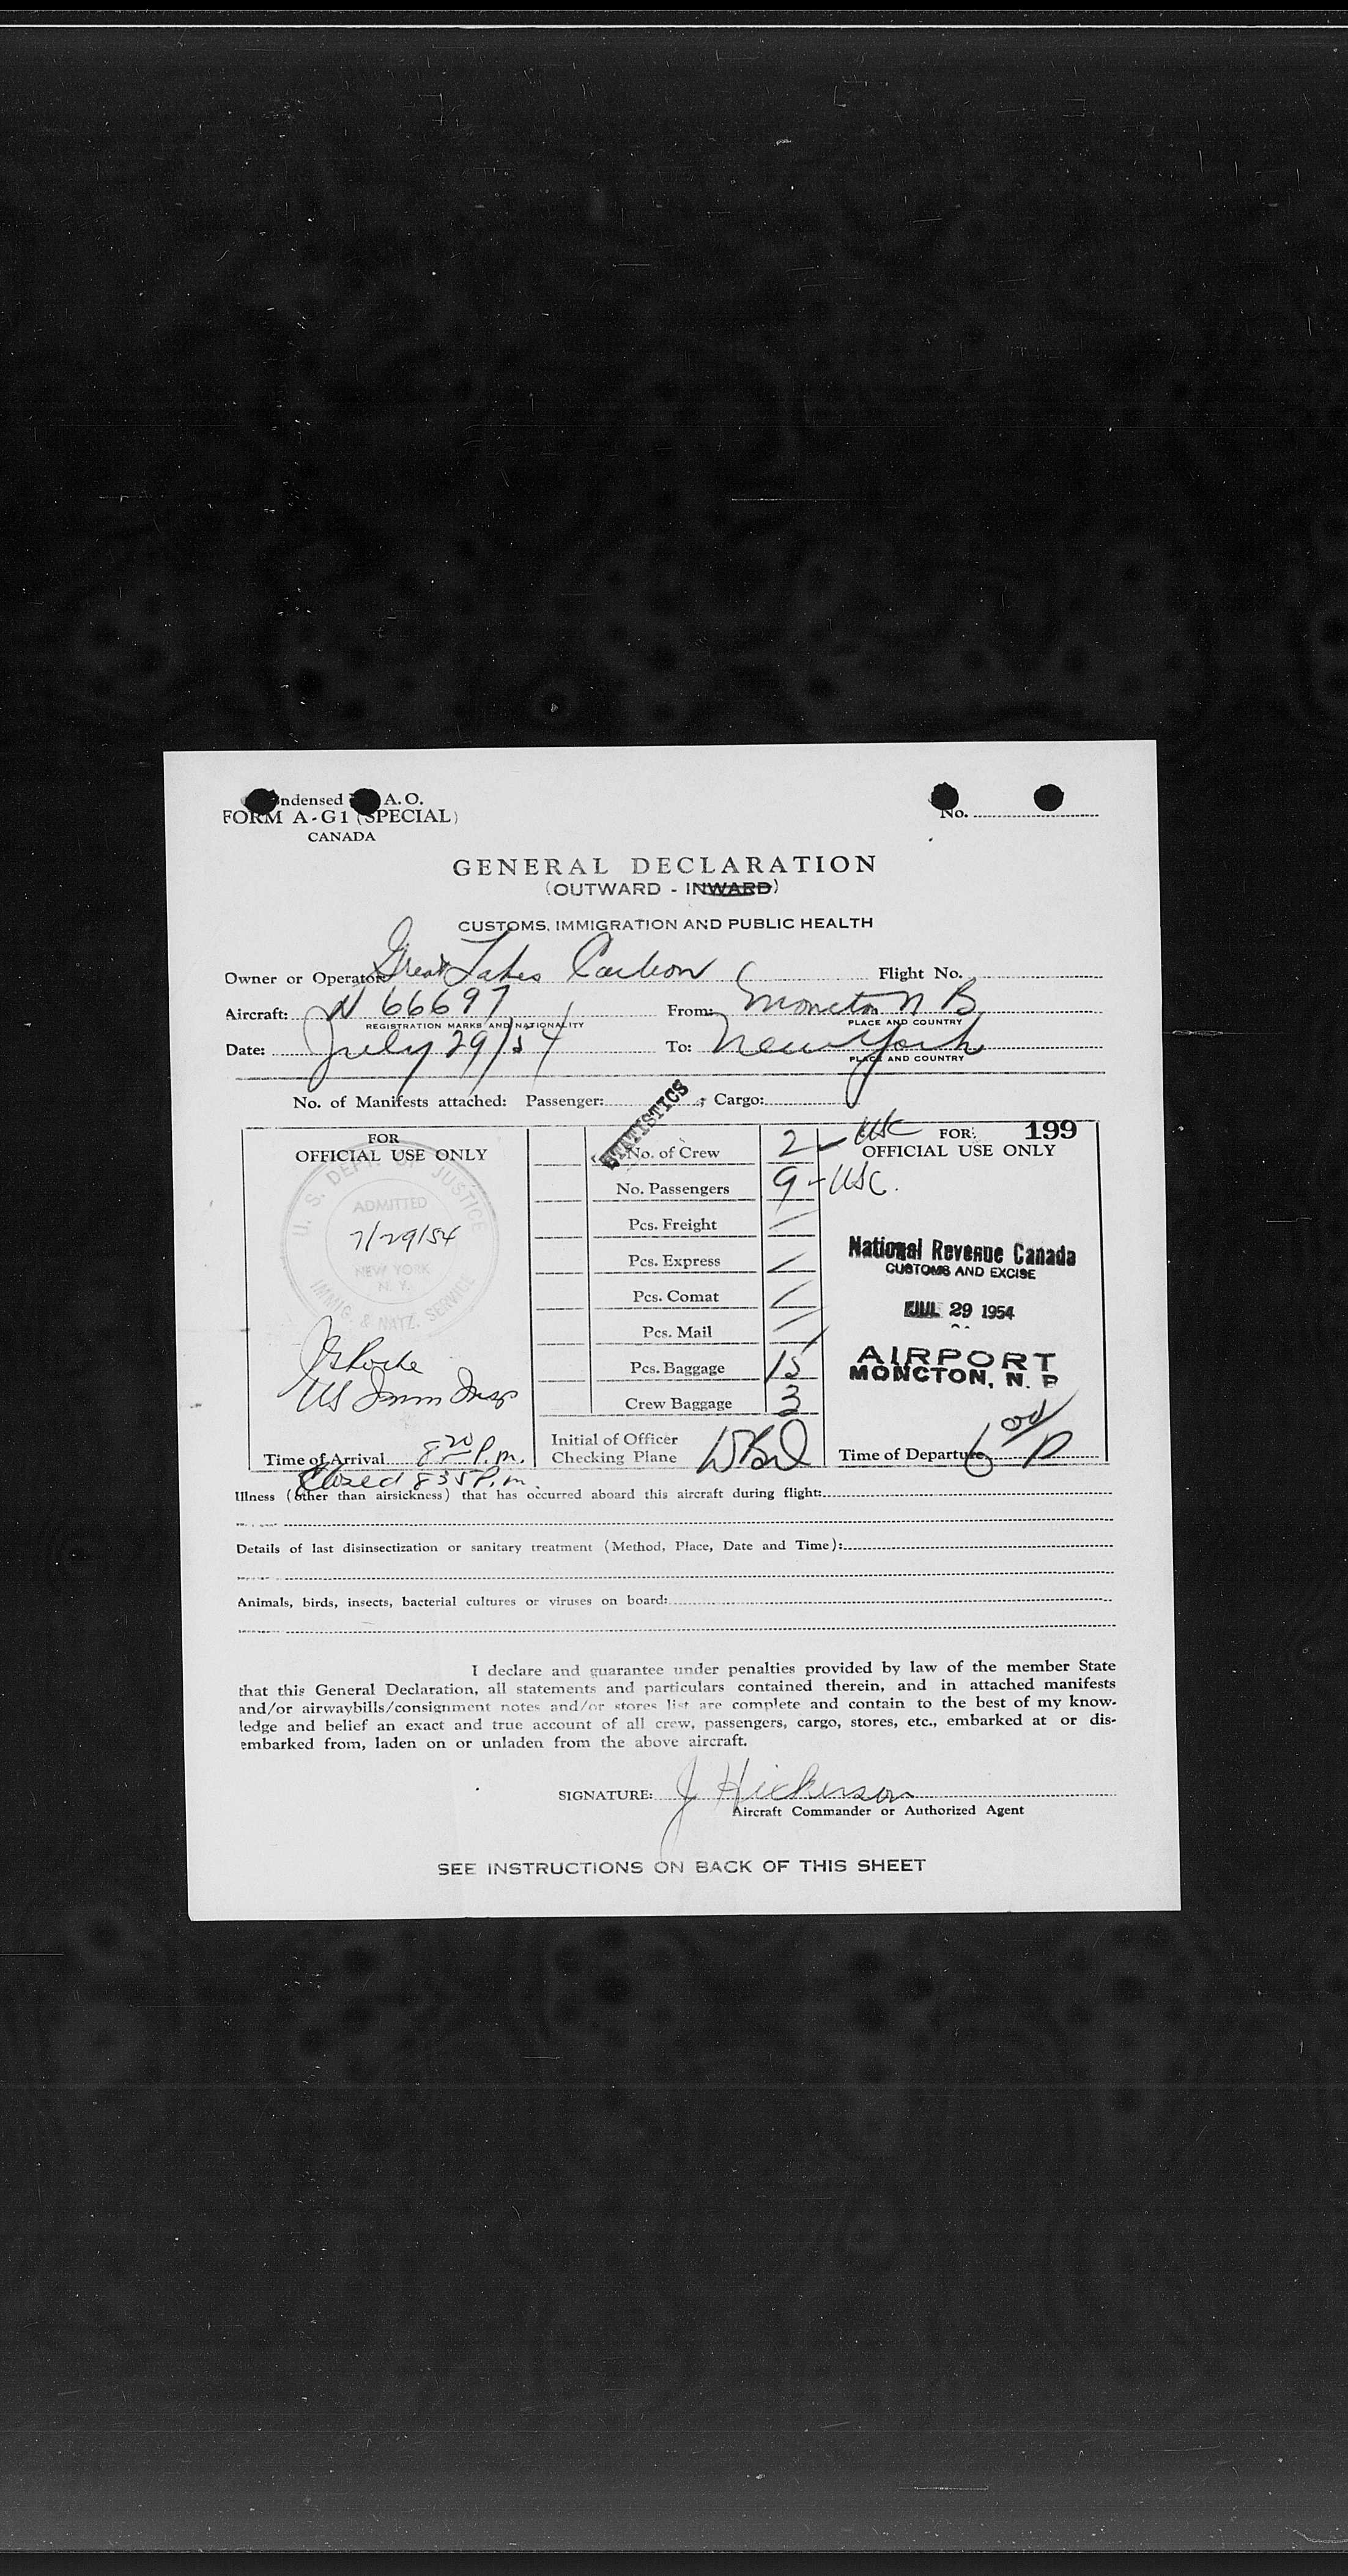 ndensed A. O.
FORM A-G1 (SPECIAL)
CANADA
No.
GENERAL DECLARATION
(OUTWARD - INWARD)
CUSTOMS, IMMIGRATION AND PUBLIC HEALTH
Owner or Operator Great Lakes Carbon Flight No.
Aircraft: N 66697 From: Moncton N B
REGISTRATION MARKS AND NATIONALITY PLACE AND COUNTRY
Date: July 29/54 To: New York
PLACE AND COUNTRY
No. of Manifests attached: Passenger: ; Cargo:
STATISTICS
FOR
OFFICIAL USE ONLY
U. S. DEPT. OF JUSTICE
ADMITTED
7/29/54
NEW YORK
N. Y.
IMMIG. & NATZ. SERVICE
US Imm Insp
Time of Arrival 8 20 P.m.
Closed 8 35 P.m.
No. of Crew 2 - USC
No. Passengers 9 - USC.
Pcs. Freight
Pcs. Express
Pcs. Comat
Pcs. Mail
Pcs. Baggage 15
Crew Baggage 3
Initial of Officer
Checking Plane
FOR: 199
OFFICIAL USE ONLY
National Revenue Canada
CUSTOMS AND EXCISE
JUL 29 1954
AIRPORT
MONCTON, N. B
Time of Departure 6 00/P
Illness (other than airsickness) that has occurred aboard this aircraft during flight:
Details of last disinsectization or sanitary treatment (Method, Place, Date and Time):
Animals, birds, insects, bacterial cultures or viruses on board:
I declare and guarantee under penalties provided by law of the member State
that this General Declaration, all statements and particulars contained therein, and in attached manifests
and/or airwaybills/consignment notes and/or stores list are complete and contain to the best of my know-
ledge and belief an exact and true account of all crew, passengers, cargo, stores, etc., embarked at or dis-
embarked from, laden on or unladen from the above aircraft.
SIGNATURE: J Hickerson
Aircraft Commander or Authorized Agent
SEE INSTRUCTIONS ON BACK OF THIS SHEET